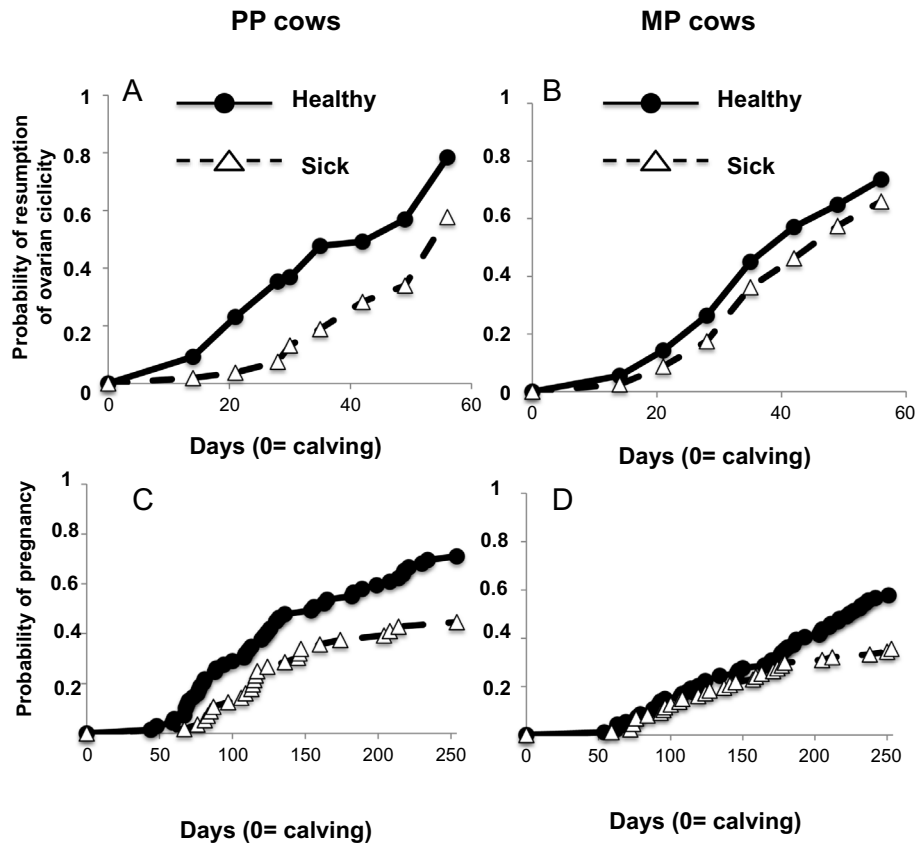 PP cows
MP cows
A
Healthy
Sick
1
0.8
0.6
0.4
0.2
0
0
20
40
60
Probability of resumption
of ovarian ciclicity
Days (0= calving)
B
Healthy
Sick
1
0.8
0.6
0.4
0.2
0
0
20
40
60
Days (0= calving)
C
1
0.8
0.6
0.4
0.2
0
50
100
150
200
250
Probability of pregnancy
Days (0= calving)
D
1
0.8
0.6
0.4
0.2
0
50
100
150
200
250
Days (0= calving)